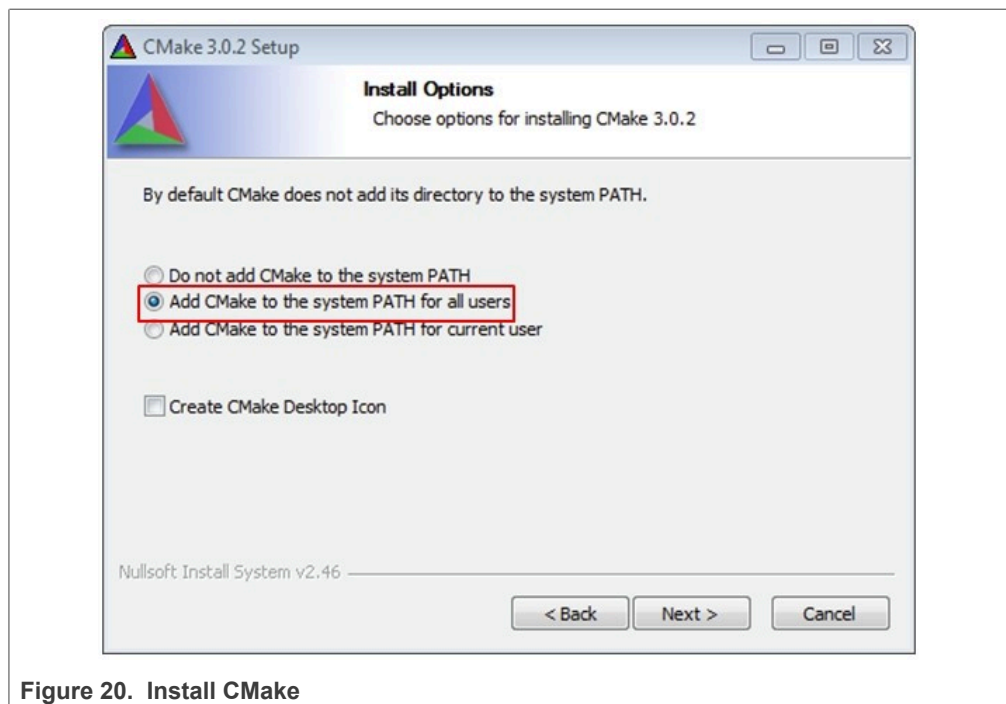 CMake 3.0.2 Setup
Install Options
Choose options for installing CMake 3.0.2
By default CMake does not add its directory to the system PATH.
Do not add CMake to the system PATH
Add CMake to the system PATH for all users
Add CMake to the system PATH for current user
Create CMake Desktop Icon
Nullsoft Install System v2.46
< Back Next > Cancel
Figure 20. Install CMake